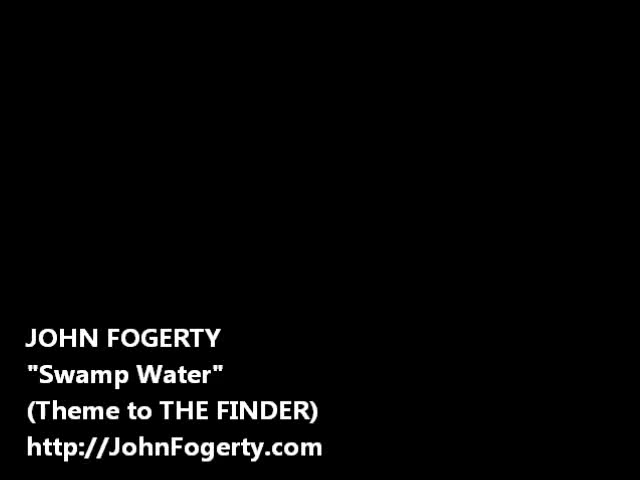 JOHN FOGERTY
"Swamp Water"
(Theme to THE FINDER)
http://JohnFogerty.com